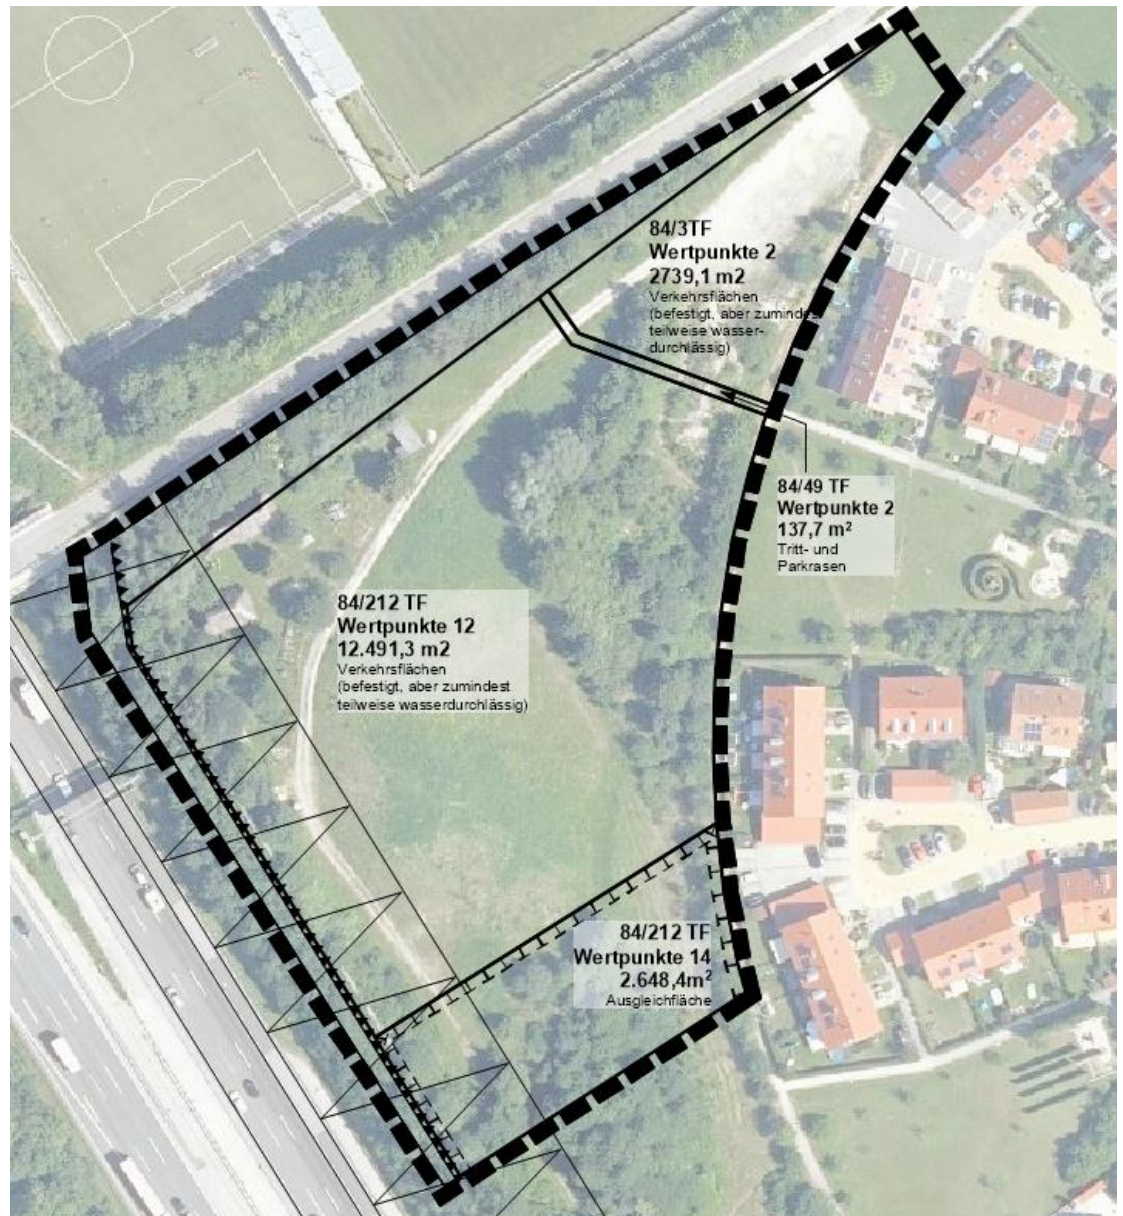 84/3TF
Wertpunkte 2
2739,1 m2
Verkehrsflächen
(befestigt, aber zumindest
teilweise wasser-
durchlässig)
84/49 TF
Wertpunkte 2
137,7 m²
Tritt- und
Parkrasen
84/212 TF
Wertpunkte 12
12.491,3 m2
Verkehrsflächen
(befestigt, aber zumindest
teilweise wasserdurchlässig)
84/212 TF
Wertpunkte 14
2.648,4m²
Ausgleichfläche